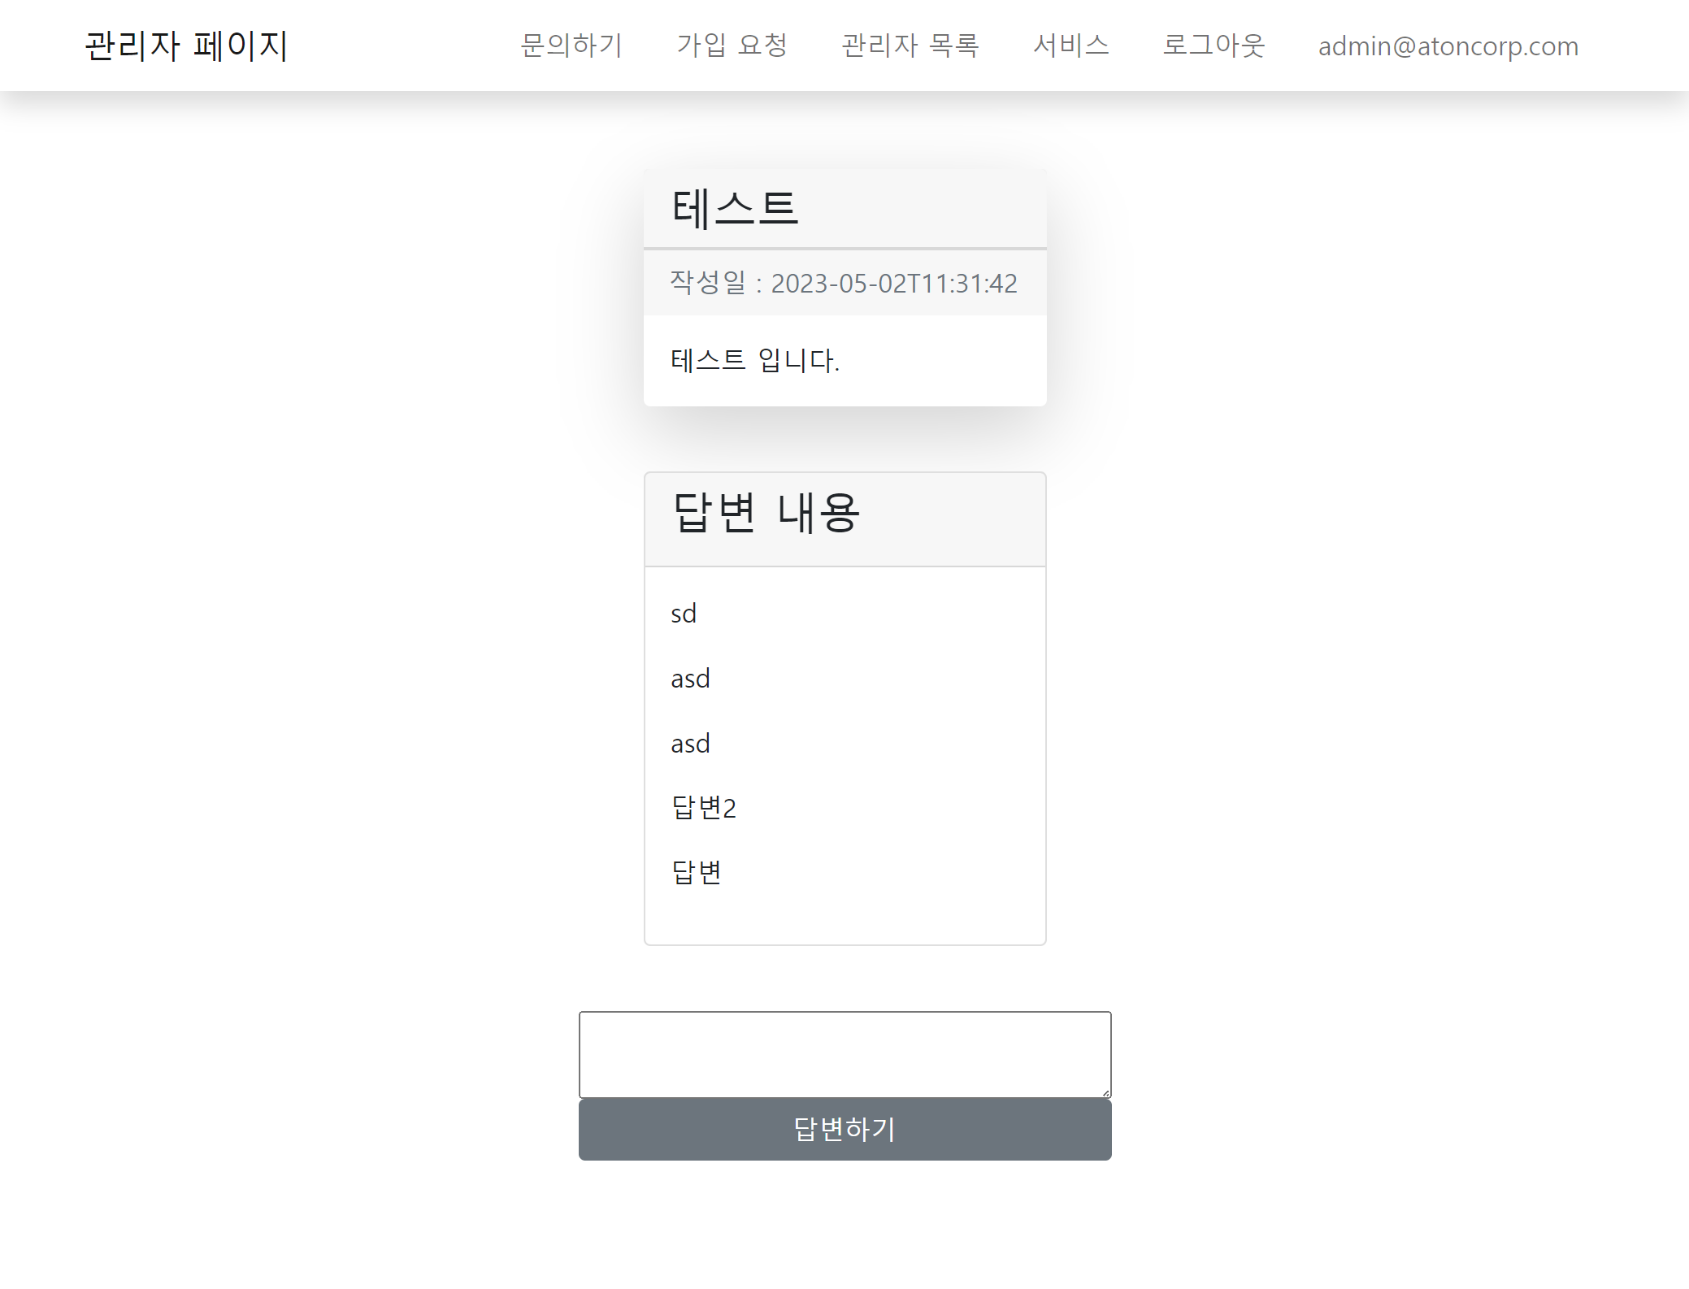 관리자 페이지 문의하기 가입 요청 관리자 목록 서비스 로그아웃 admin@atoncorp.com
테스트
작성일 : 2023-05-02T11:31:42
테스트 입니다.
답변 내용
sd
asd
asd
답변2
답변
답변하기